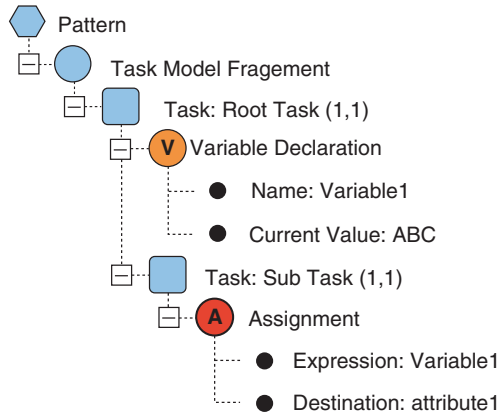 Pattern
Task Model Fragement
Task: Root Task (1,1)
V Variable Declaration
Name: Variable1
Current Value: ABC
Task: Sub Task (1,1)
A Assignment
Expression: Variable1
Destination: attribute1